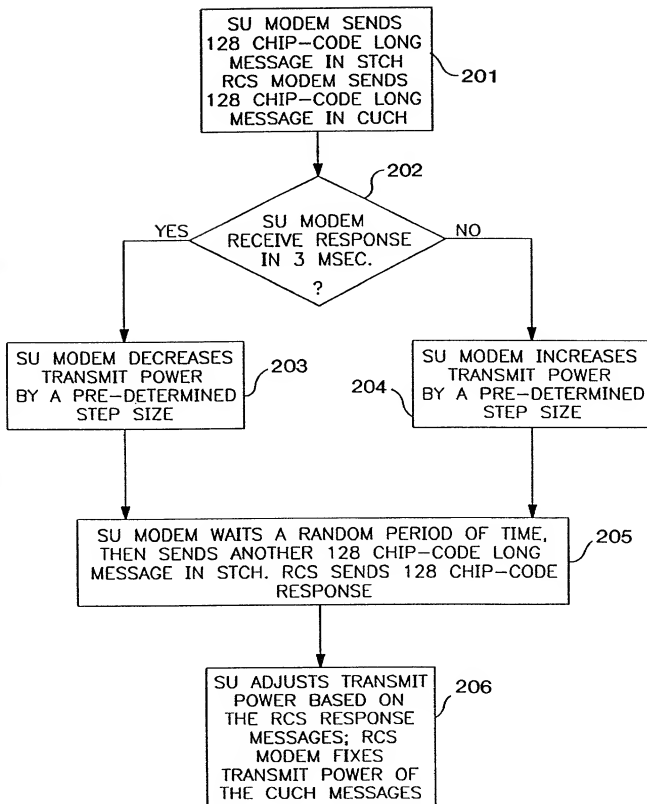 SU MODEM SENDS
128 CHIP-CODE LONG
MESSAGE IN STCH
RCS MODEM SENDS
128 CHIP-CODE LONG
MESSAGE IN CUCH
201
202
SU MODEM
RECEIVE RESPONSE
IN 3 MSEC.
?
YES
NO
SU MODEM DECREASES
TRANSMIT POWER
BY A PRE-DETERMINED
STEP SIZE
203
SU MODEM INCREASES
TRANSMIT POWER
BY A PRE-DETERMINED
STEP SIZE
204
SU MODEM WAITS A RANDOM PERIOD OF TIME,
THEN SENDS ANOTHER 128 CHIP-CODE LONG
MESSAGE IN STCH. RCS SENDS 128 CHIP-CODE
RESPONSE
205
SU ADJUSTS TRANSMIT
POWER BASED ON
THE RCS RESPONSE
MESSAGES; RCS
MODEM FIXES
TRANSMIT POWER OF
THE CUCH MESSAGES
206